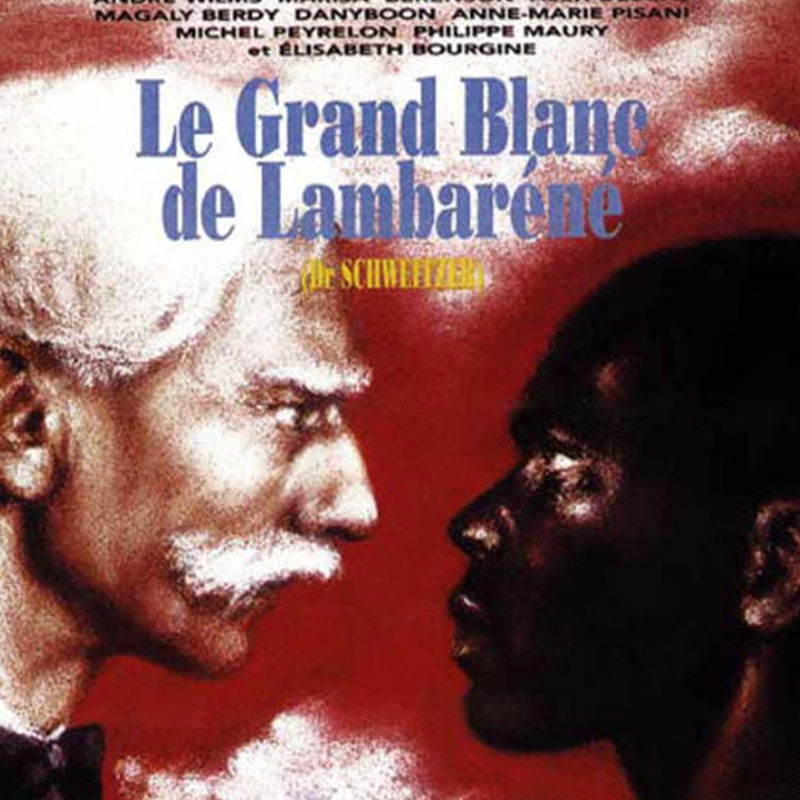 MAGALY BERDY DANYBOON ANNE-MARIE PISANI
MICHEL PEYRELON PHILIPPE MAURY
et ÉLISABETH BOURGINE
Le Grand Blanc
de Lambaréné
(Dr SCHWEITZER)